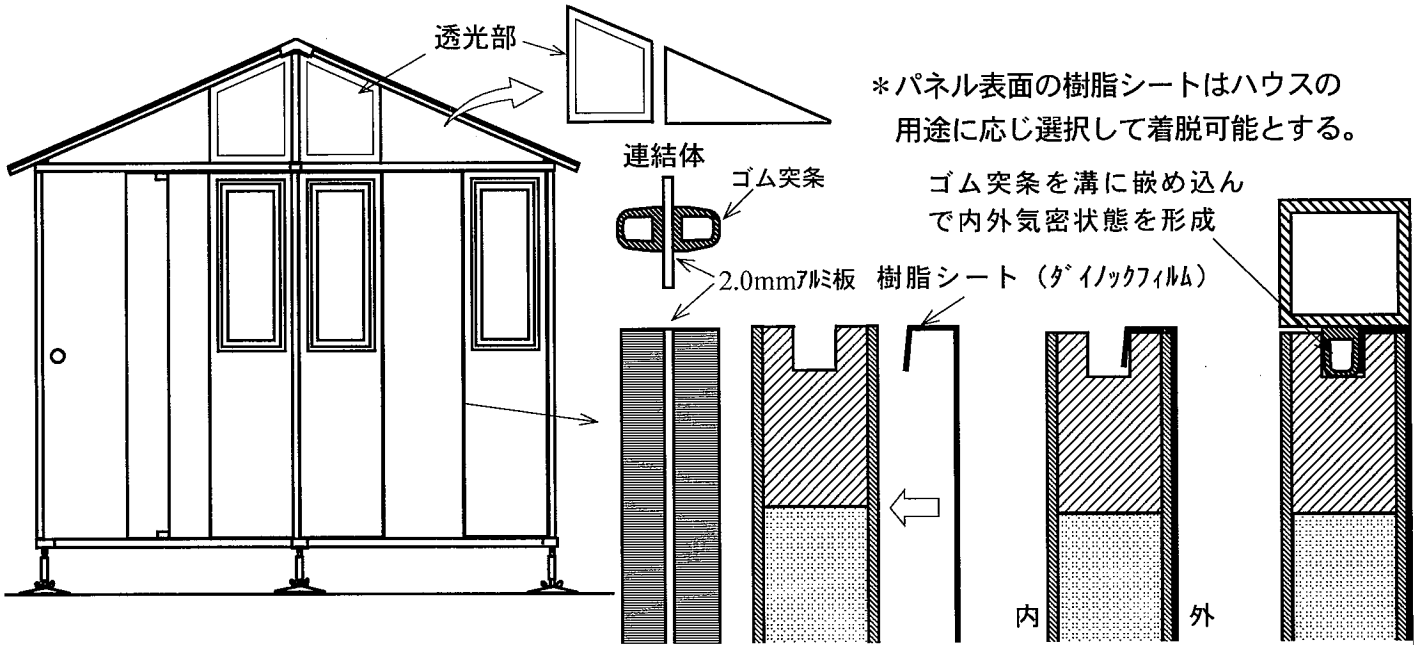 透光部
＊パネル表面の樹脂シートはハウスの
用途に応じ選択して着脱可能とする。
連結体
ゴム突条
ゴム突条を溝に嵌め込ん
で内外気密状態を形成
2.0mmｱﾙﾐ板
樹脂シート（ﾀﾞｲﾉｯｸﾌｨﾙﾑ）
内
外